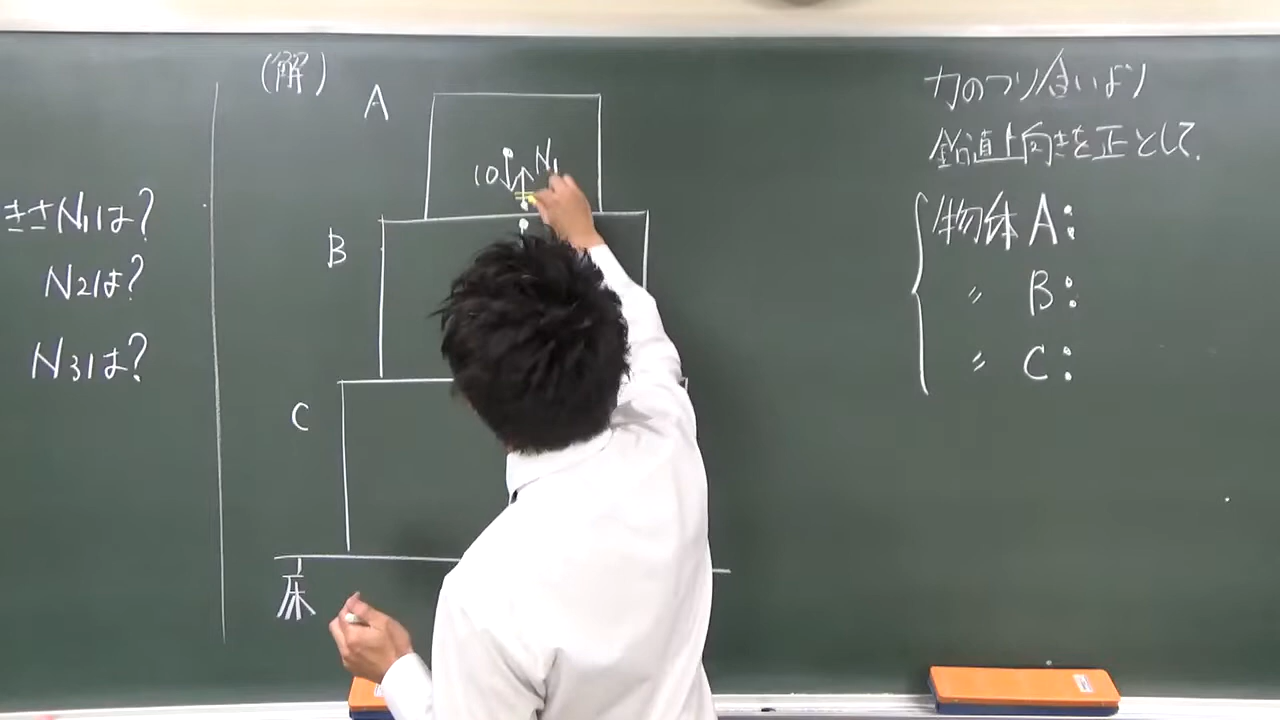 きさN₁は?
N₂は?
N₃は?
(解)
A
10
N₁
B
C
床
力のつり合いより
鉛直上向きを正として.
物体A:
〃 B:
〃 C: